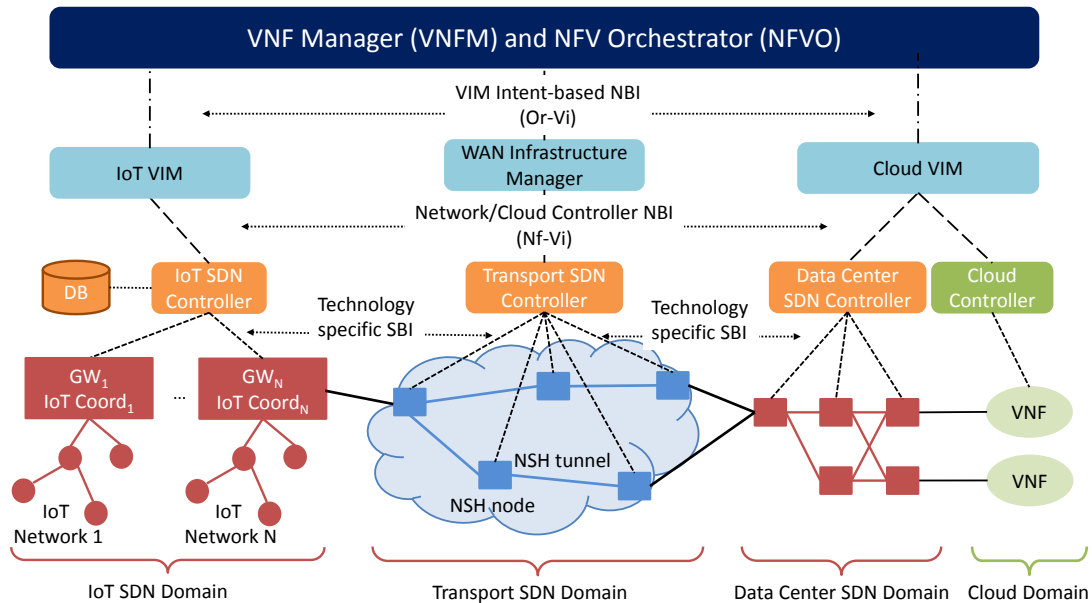 VNF Manager (VNFM) and NFV Orchestrator (NFVO)
VIM Intent-based NBI
(Or-Vi)
IoT VIM
WAN Infrastructure
Manager
Cloud VIM
Network/Cloud Controller NBI
(Nf-Vi)
DB
IoT SDN
Controller
Transport SDN
Controller
Data Center
SDN Controller
Cloud
Controller
Technology
specific SBI
Technology
specific SBI
GW1
IoT Coord1
...
GWN
IoT CoordN
VNF
NSH tunnel
NSH node
VNF
IoT
Network 1
IoT
Network N
IoT SDN Domain
Transport SDN Domain
Data Center SDN Domain
Cloud Domain